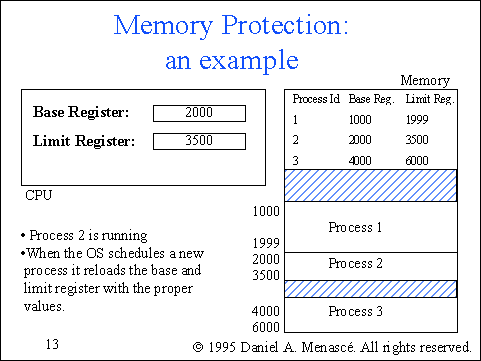 Memory Protection:
an example
Memory
Base Register: 2000
Limit Register: 3500
CPU
Process Id Base Reg. Limit Reg.
1 1000 1999
2 2000 3500
3 4000 6000
1000
Process 1
1999
2000
Process 2
3500
4000
Process 3
6000
• Process 2 is running
•When the OS schedules a new
process it reloads the base and
limit register with the proper
values.
13
© 1995 Daniel A. Menascé. All rights reserved.